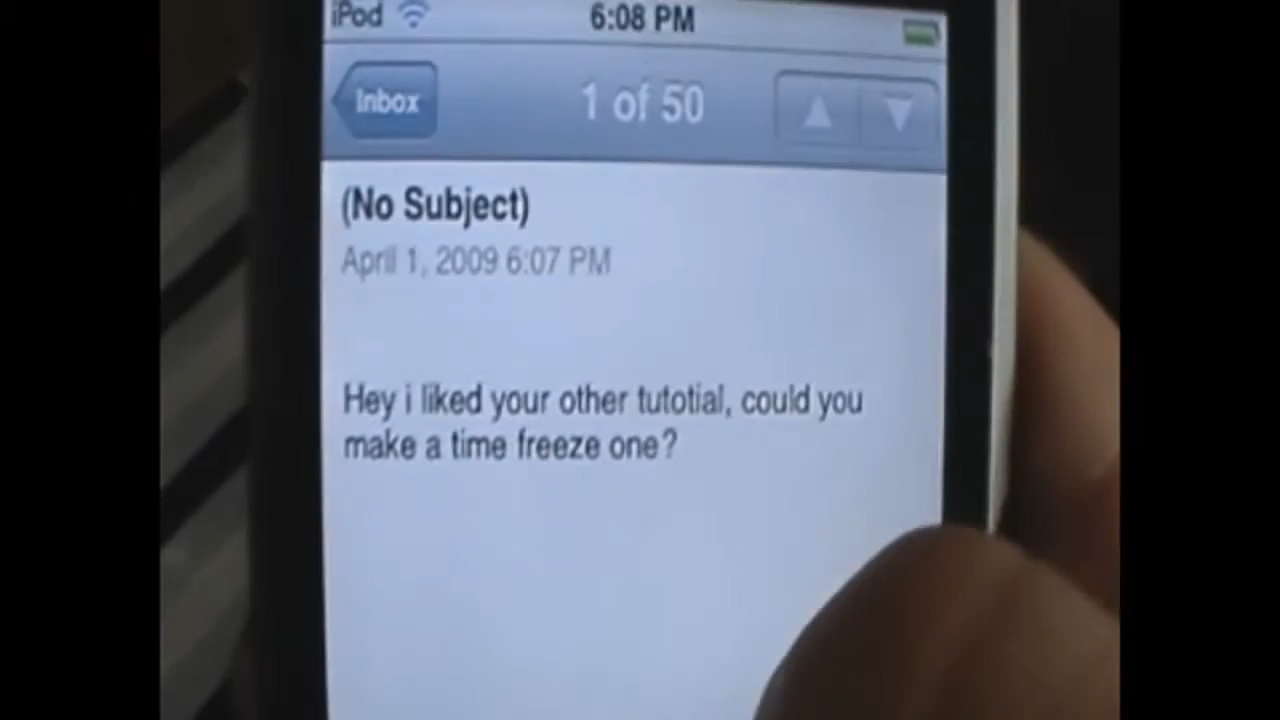 iPod 6:08 PM
Inbox 1 of 50
(No Subject)
April 1, 2009 6:07 PM
Hey i liked your other tutotial, could you
make a time freeze one?